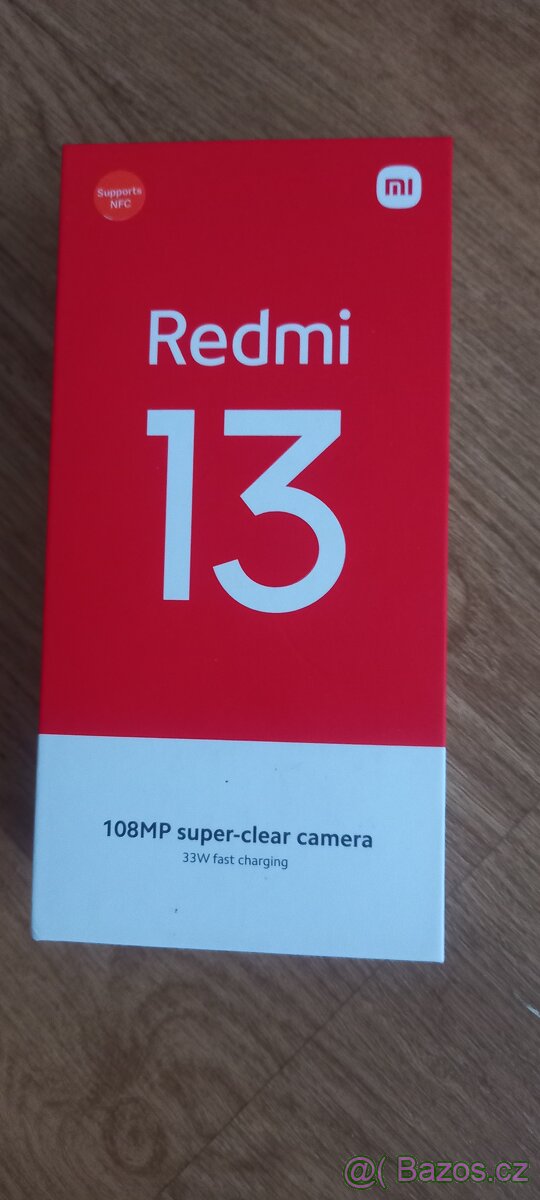 Supports
NFC
mi
Redmi
13
108MP super-clear camera
33W fast charging
@( Bazos.cz